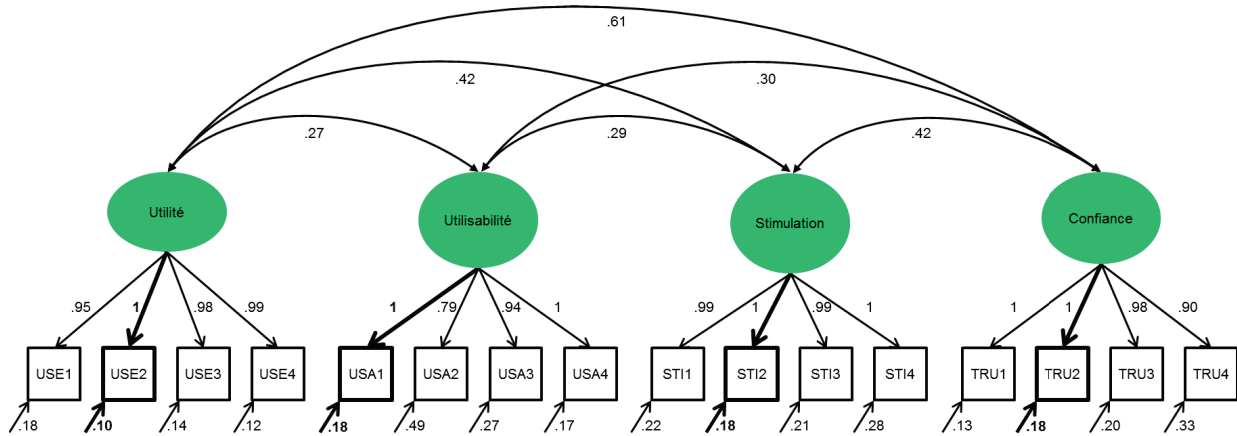 .61
.42
.30
.27
.29
.42
Utilité
Utilisabilité
Stimulation
Confiance
.95 1 .98 .99
1 .79 .94 1
.99 1 .99 1
1 1 .98 .90
USE1 USE2 USE3 USE4
USA1 USA2 USA3 USA4
STI1 STI2 STI3 STI4
TRU1 TRU2 TRU3 TRU4
.18 .10 .14 .12
.18 .49 .27 .17
.22 .18 .21 .28
.13 .18 .20 .33